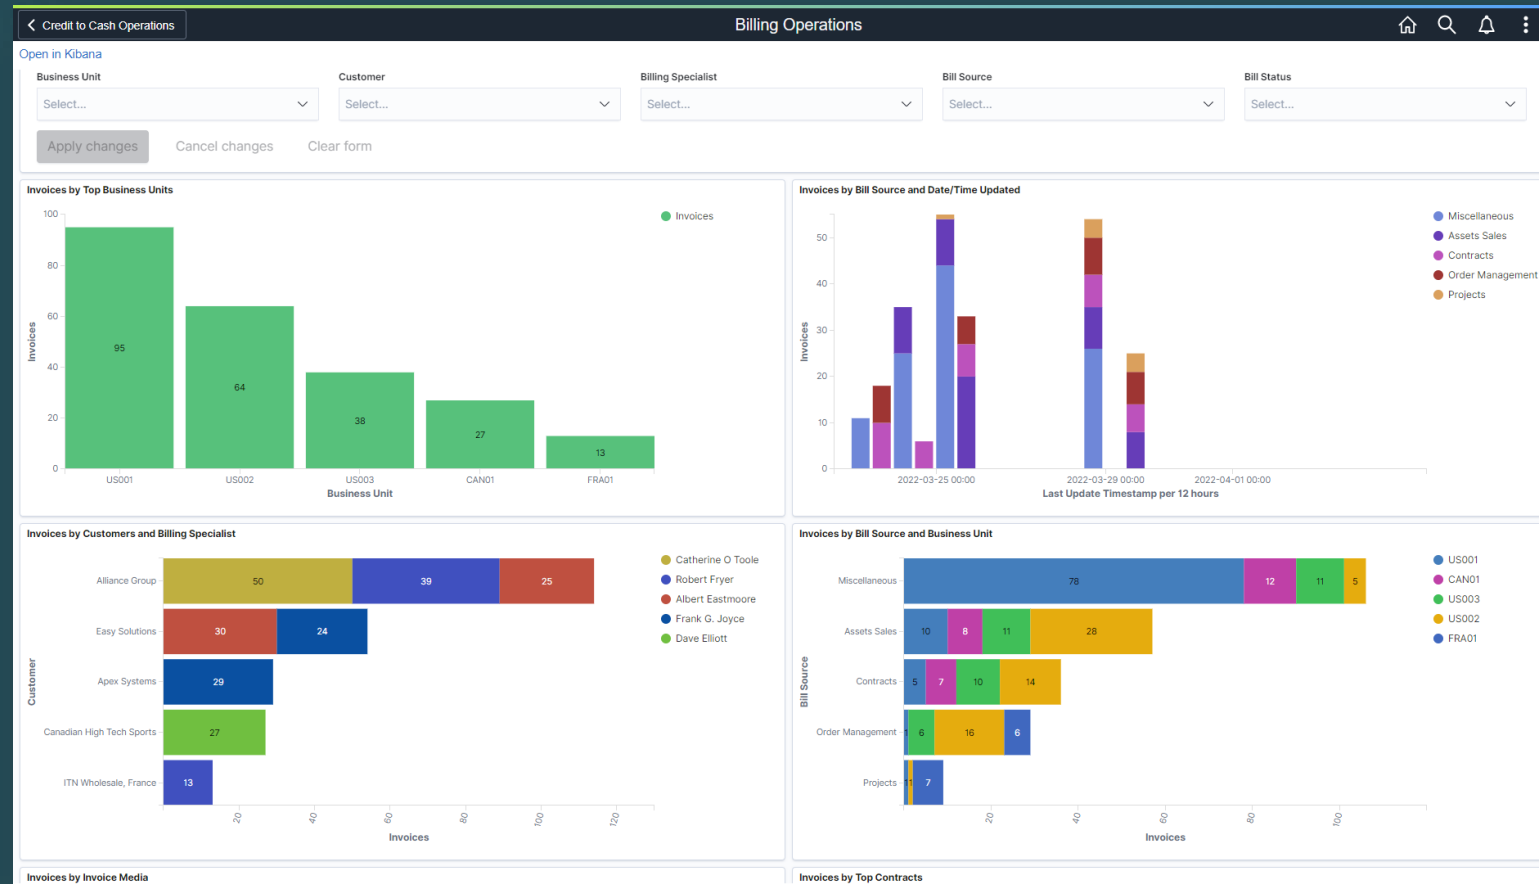 Credit to Cash Operations
Billing Operations
Open in Kibana
Business Unit
Customer
Billing Specialist
Bill Source
Bill Status
Select...
Select...
Select...
Select...
Select...
Apply changes
Cancel changes
Clear form
Invoices by Top Business Units
100
80
60
40
20
0
Invoices
95
64
38
27
13
US001
US002
US003
CAN01
FRA01
Business Unit
Invoices
Invoices by Bill Source and Date/Time Updated
50
40
30
20
10
0
Invoices
2022-03-25 00:00
2022-03-29 00:00
2022-04-01 00:00
Last Update Timestamp per 12 hours
Miscellaneous
Assets Sales
Contracts
Order Management
Projects
Invoices by Customers and Billing Specialist
Customer
Alliance Group
50
39
25
Easy Solutions
30
24
Apex Systems
29
Canadian High Tech Sports
27
ITN Wholesale, France
13
20
40
60
80
100
120
Invoices
Catherine O Toole
Robert Fryer
Albert Eastmoore
Frank G. Joyce
Dave Elliott
Invoices by Bill Source and Business Unit
Bill Source
Miscellaneous
78
12
11
5
Assets Sales
10
8
11
28
Contracts
5
7
10
14
Order Management
1
6
16
6
Projects
1
1
7
20
40
60
80
100
Invoices
US001
CAN01
US003
US002
FRA01
Invoices by Invoice Media
Invoices by Top Contracts